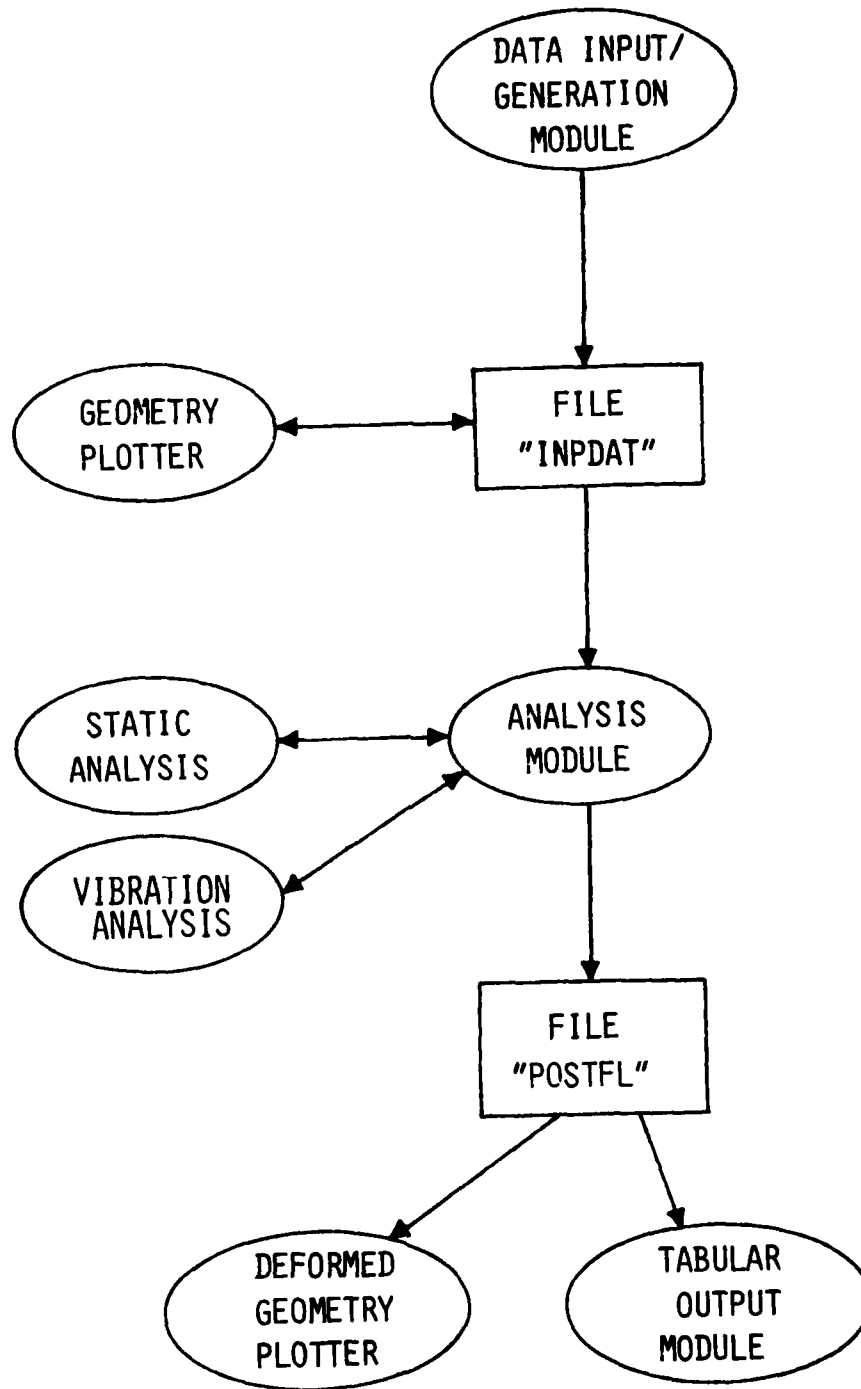 DATA INPUT/
GENERATION
MODULE
GEOMETRY
PLOTTER
FILE
"INPDAT"
STATIC
ANALYSIS
ANALYSIS
MODULE
VIBRATION
ANALYSIS
FILE
"POSTFL"
DEFORMED
GEOMETRY
PLOTTER
TABULAR
OUTPUT
MODULE